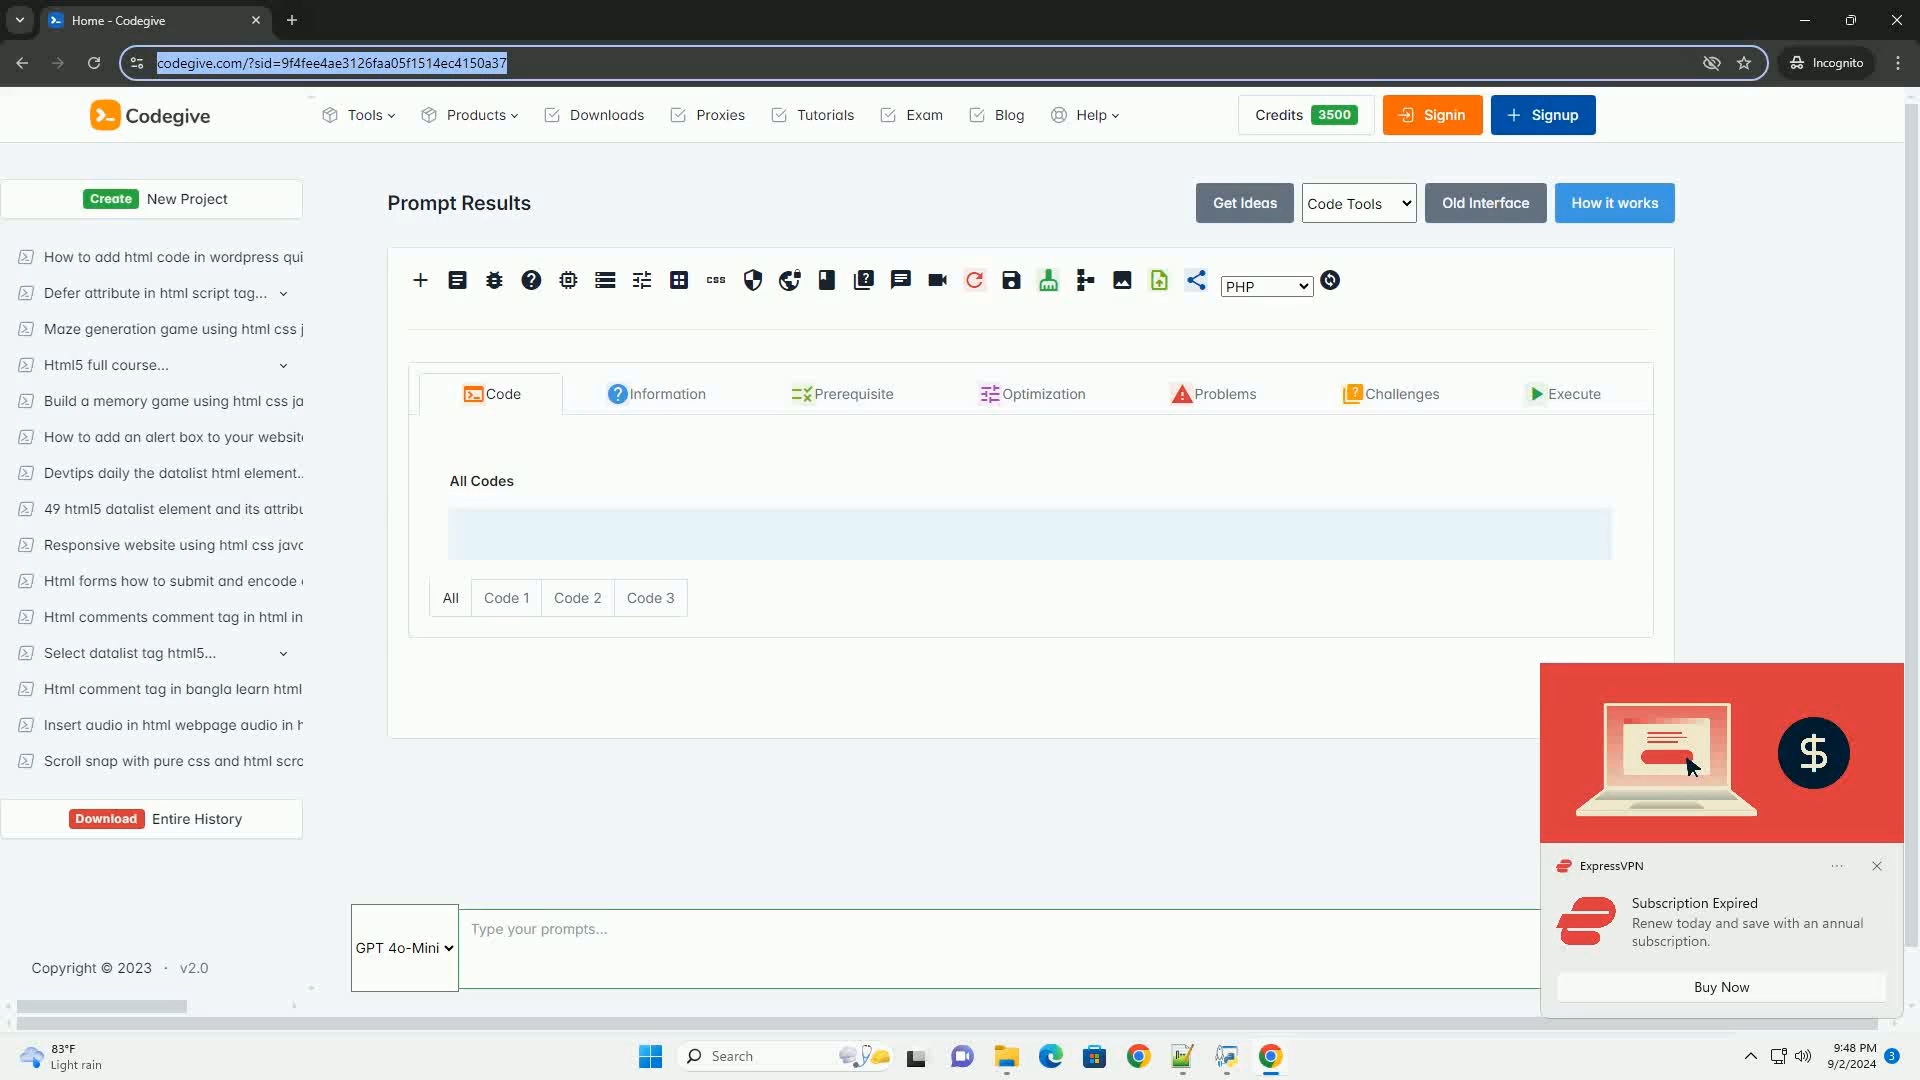 Home - Codegive
codegive.com/?sid=9f4fee4ae3126faa05f1514ec4150a37
Incognito
Codegive
Tools
Products
Downloads
Proxies
Tutorials
Exam
Blog
Help
Credits 3500
Signin
Signup
Create New Project
How to add html code in wordpress qui
Defer attribute in html script tag...
Maze generation game using html css j
Html5 full course...
Build a memory game using html css ja
How to add an alert box to your website
Devtips daily the datalist html element..
49 html5 datalist element and its attribu
Responsive website using html css java
Html forms how to submit and encode
Html comments comment tag in html in
Select datalist tag html5...
Html comment tag in bangla learn html
Insert audio in html webpage audio in h
Scroll snap with pure css and html scro
Download Entire History
Copyright © 2023 · v2.0
Prompt Results
Get Ideas
Code Tools
Old Interface
How it works
css
PHP
Code
Information
Prerequisite
Optimization
Problems
Challenges
Execute
All Codes
All
Code 1
Code 2
Code 3
GPT 4o-Mini
Type your prompts...
$
ExpressVPN
Subscription Expired
Renew today and save with an annual
subscription.
Buy Now
83°F
Light rain
Search
9:48 PM
9/2/2024
3